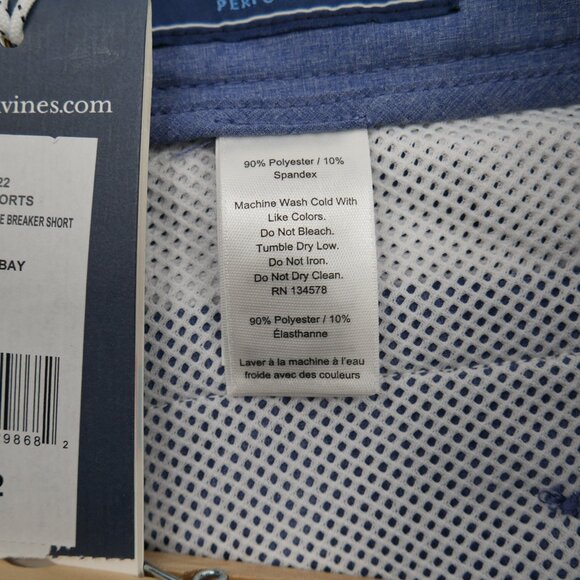 vines.com
22
ORTS
E BREAKER SHORT
BAY
9868 2
2
90% Polyester / 10%
Spandex
Machine Wash Cold With
Like Colors.
Do Not Bleach.
Tumble Dry Low.
Do Not Iron.
Do Not Dry Clean.
RN 134578
90% Polyester / 10%
Élasthanne
Laver à la machine à l'eau
froide avec des couleurs